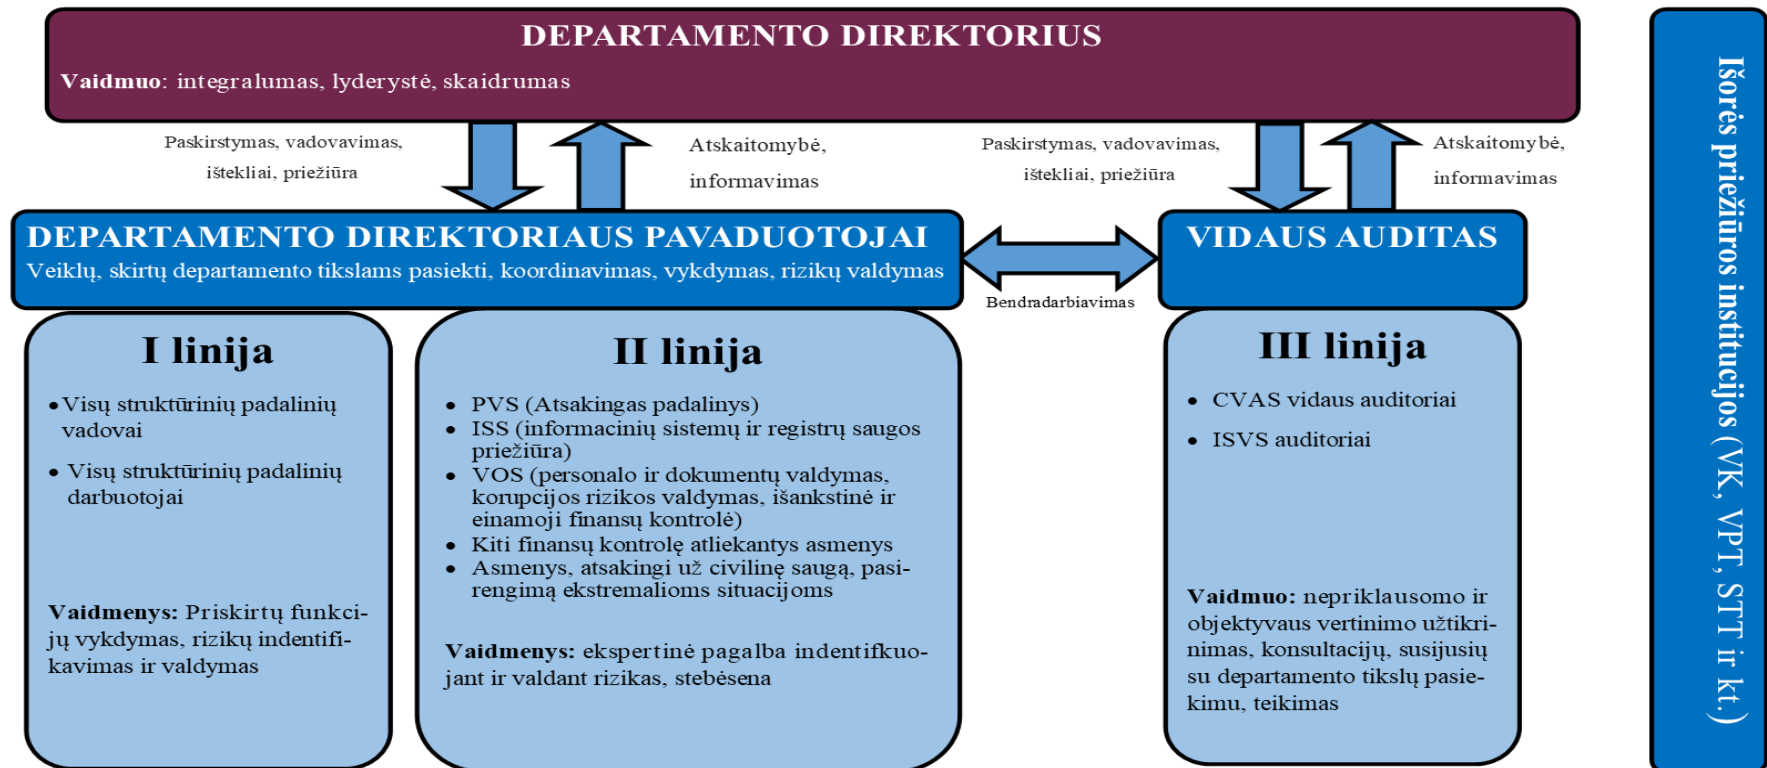 DEPARTAMENTO DIREKTORIUS
Vaidmuo: integralumas, lyderystė, skaidrumas
Paskirstymas, vadovavimas,
ištekliai, priežiūra
Atskaitomybė,
informavimas
Paskirstymas, vadovavimas,
ištekliai, priežiūra
Atskaitomybė,
informavimas
DEPARTAMENTO DIREKTORIAUS PAVADUOTOJAI
Veiklų, skirtų departamento tikslams pasiekti, koordinavimas, vykdymas, rizikų valdymas
Bendradarbiavimas
VIDAUS AUDITAS
I linija
• Visų struktūrinių padalinių
vadovai
• Visų struktūrinių padalinių
darbuotojai
Vaidmenys: Priskirtų funkci-
jų vykdymas, rizikų indentifi-
kavimas ir valdymas
II linija
• PVS (Atsakingas padalinys)
• ISS (informacinių sistemų ir registrų saugos
priežiūra)
• VOS (personalo ir dokumentų valdymas,
korupcijos rizikos valdymas, išankstinė ir
einamoji finansų kontrolė)
• Kiti finansų kontrolę atliekantys asmenys
• Asmenys, atsakingi už civilinę saugą, pasi-
rengimą ekstremalioms situacijoms
Vaidmenys: ekspertinė pagalba indentifkuo-
jant ir valdant rizikas, stebėsena
III linija
• CVAS vidaus auditoriai
• ISVS auditoriai
Vaidmuo: nepriklausomo ir
objektyvaus vertinimo užtikri-
nimas, konsultacijų, susijusių
su departamento tikslų pasie-
kimu, teikimas
Išorės priežiūros institucijos (VK, VPT, STT ir kt.)